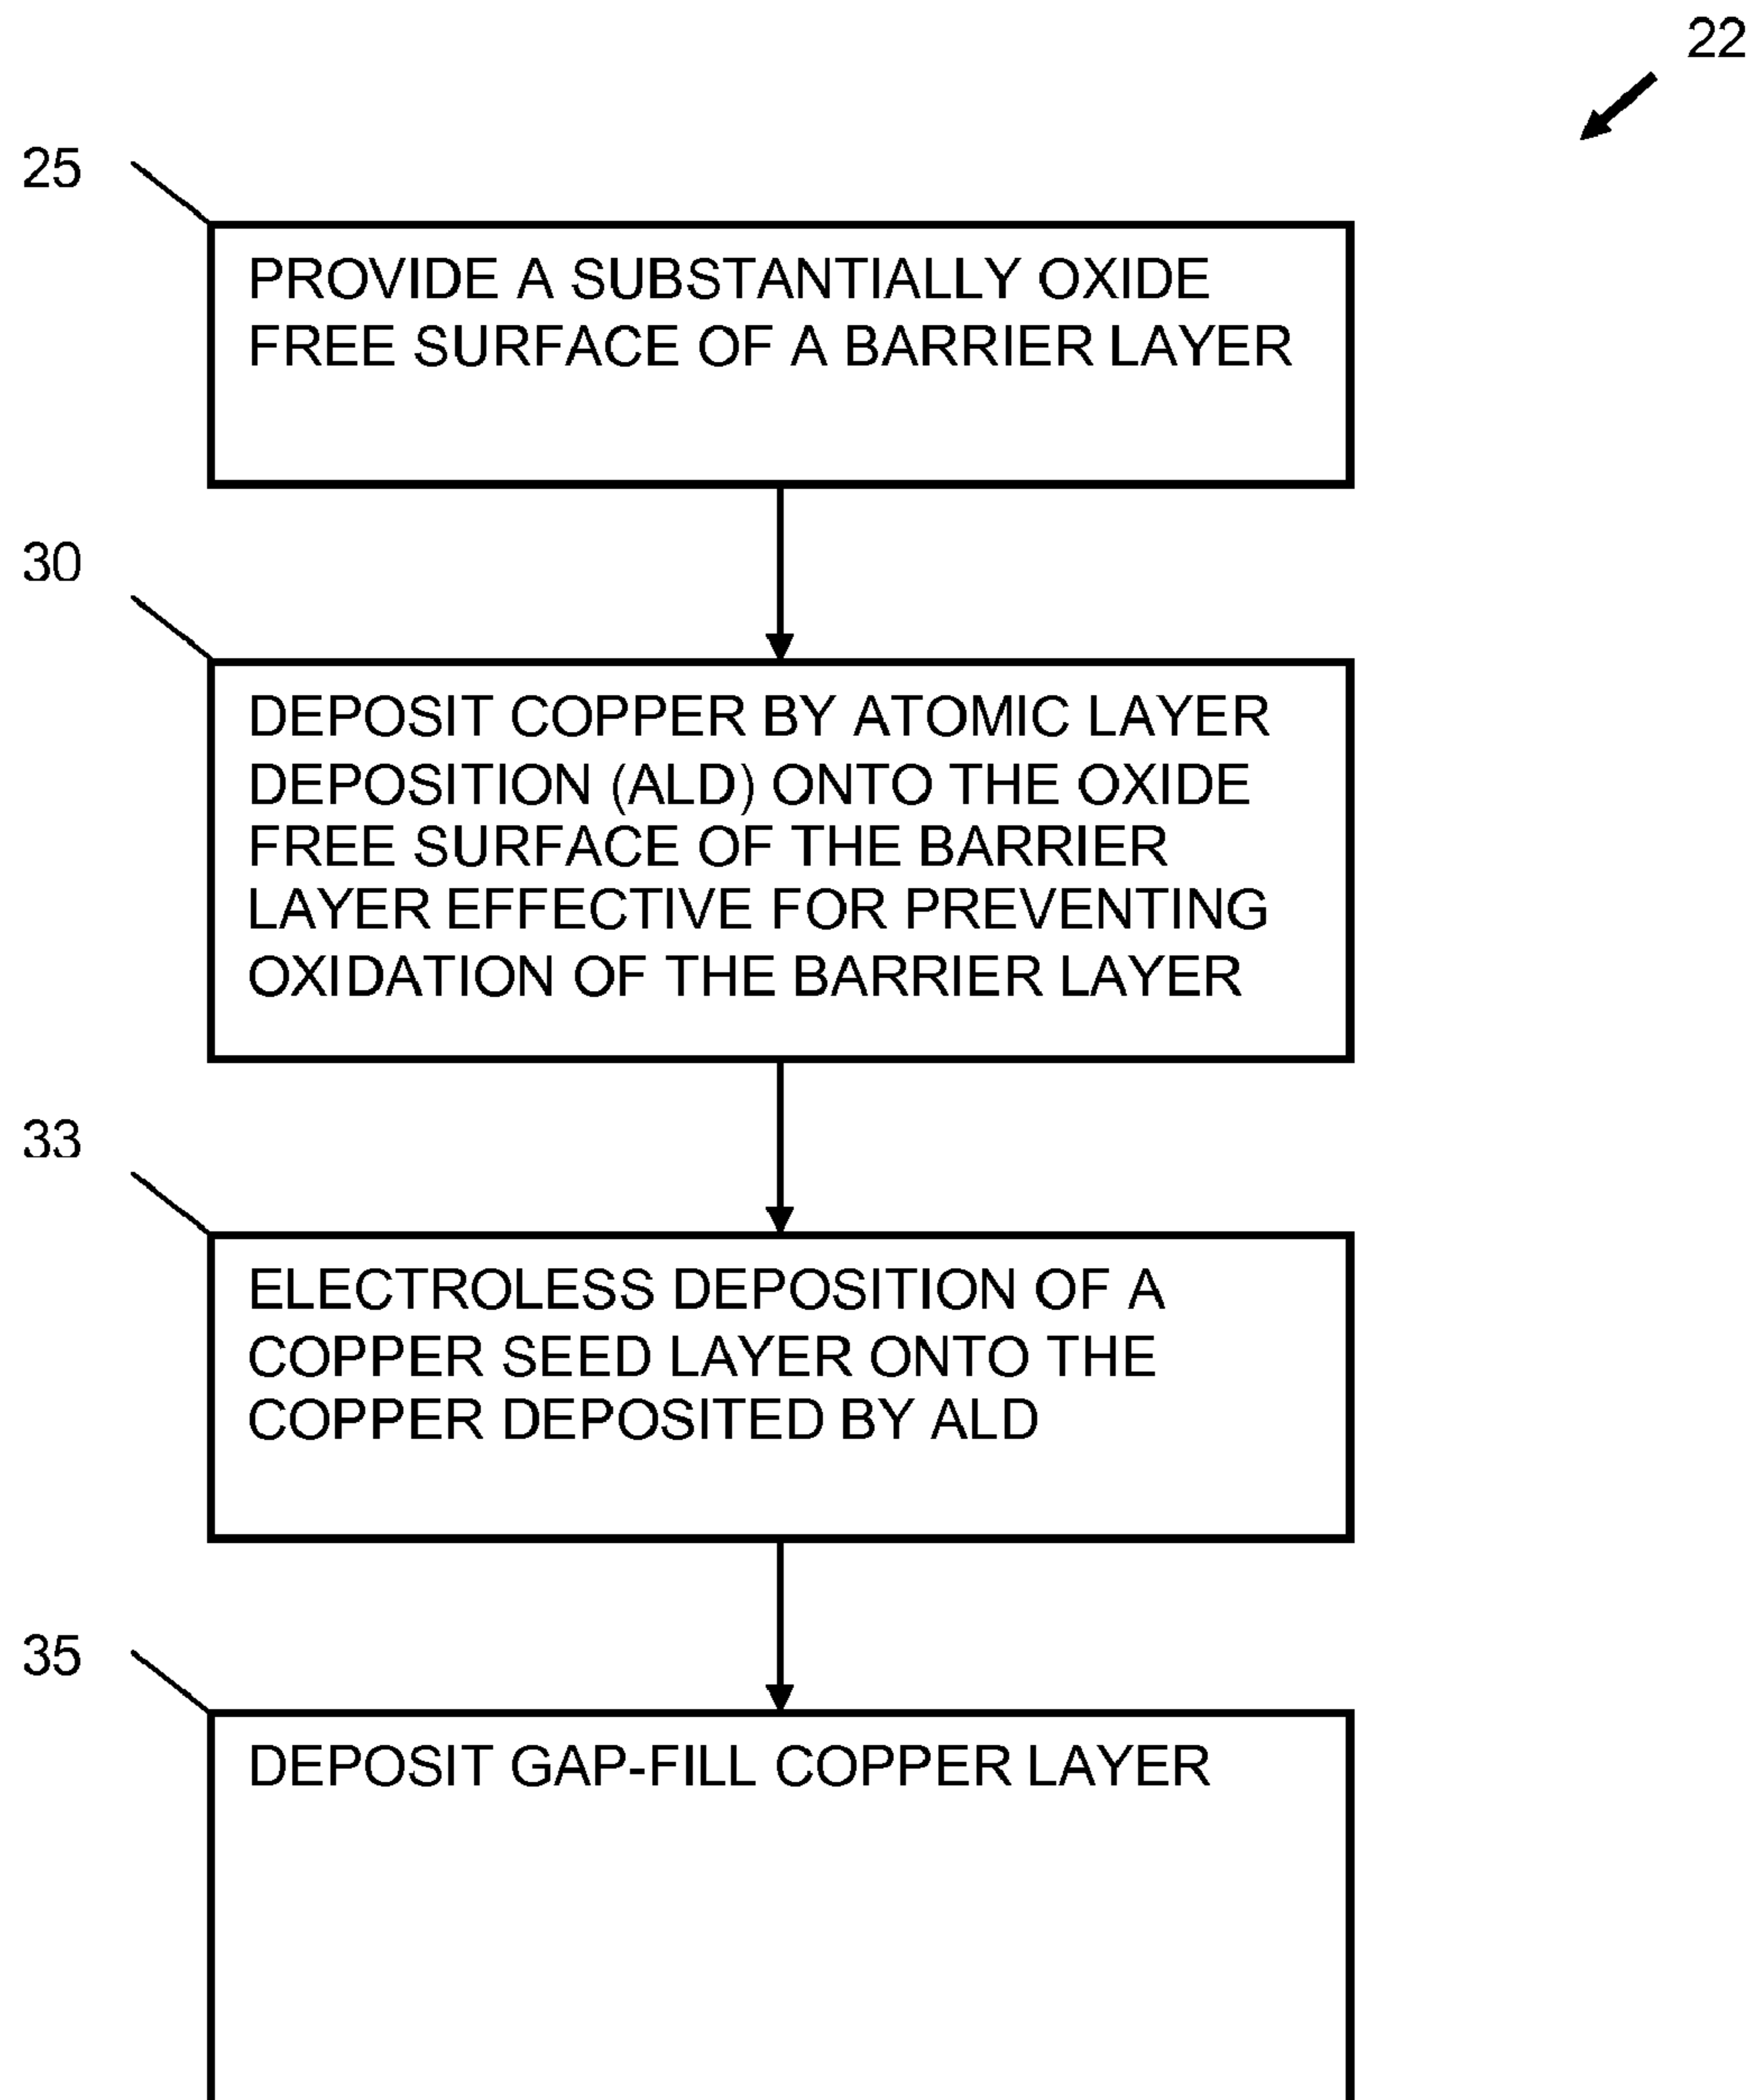 22
25
PROVIDE A SUBSTANTIALLY OXIDE
FREE SURFACE OF A BARRIER LAYER
30
DEPOSIT COPPER BY ATOMIC LAYER
DEPOSITION (ALD) ONTO THE OXIDE
FREE SURFACE OF THE BARRIER
LAYER EFFECTIVE FOR PREVENTING
OXIDATION OF THE BARRIER LAYER
33
ELECTROLESS DEPOSITION OF A
COPPER SEED LAYER ONTO THE
COPPER DEPOSITED BY ALD
35
DEPOSIT GAP-FILL COPPER LAYER